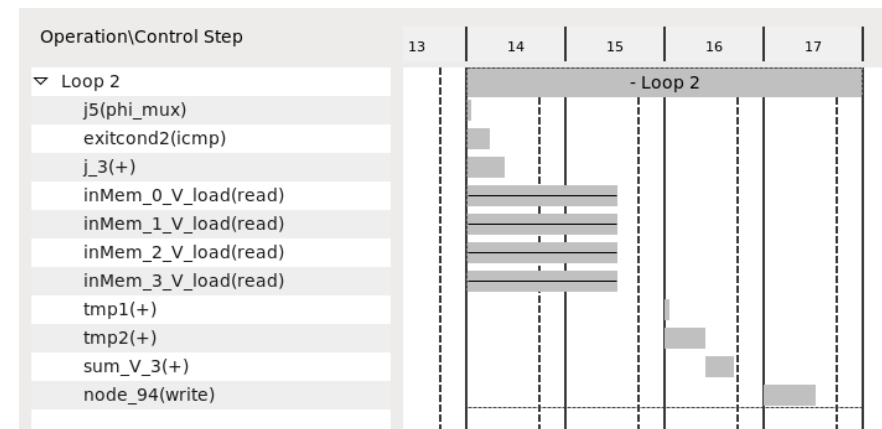 Operation\Control Step
13 14 15 16 17
Loop 2
- Loop 2
j5(phi_mux)
exitcond2(icmp)
j_3(+)
inMem_0_V_load(read)
inMem_1_V_load(read)
inMem_2_V_load(read)
inMem_3_V_load(read)
tmp1(+)
tmp2(+)
sum_V_3(+)
node_94(write)